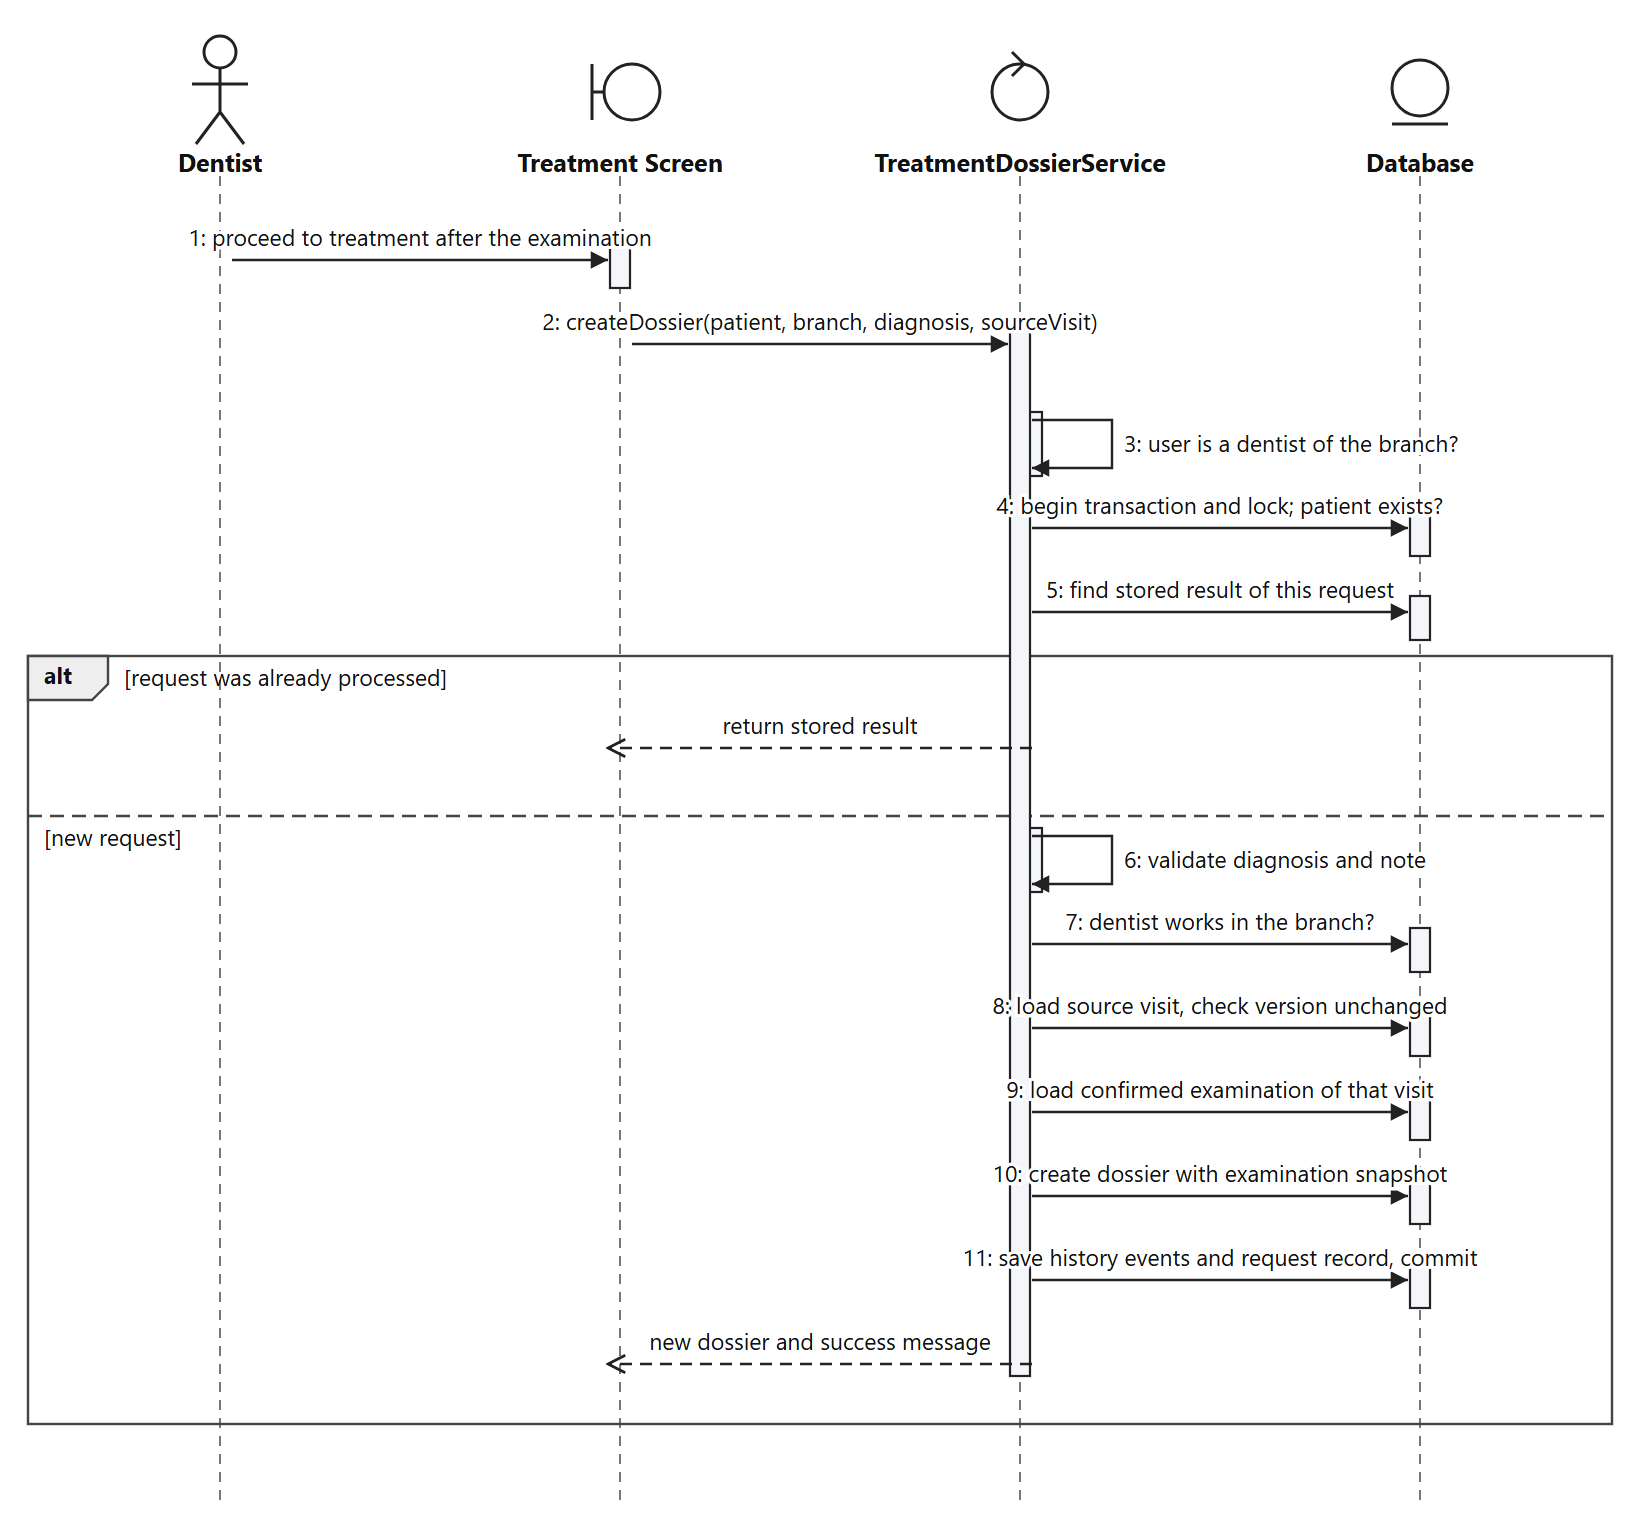 Dentist
Treatment Screen
TreatmentDossierService
Database
1: proceed to treatment after the examination
2: createDossier(patient, branch, diagnosis, sourceVisit)
3: user is a dentist of the branch?
4: begin transaction and lock; patient exists?
5: find stored result of this request
alt
[request was already processed]
return stored result
[new request]
6: validate diagnosis and note
7: dentist works in the branch?
8: load source visit, check version unchanged
9: load confirmed examination of that visit
10: create dossier with examination snapshot
11: save history events and request record, commit
new dossier and success message